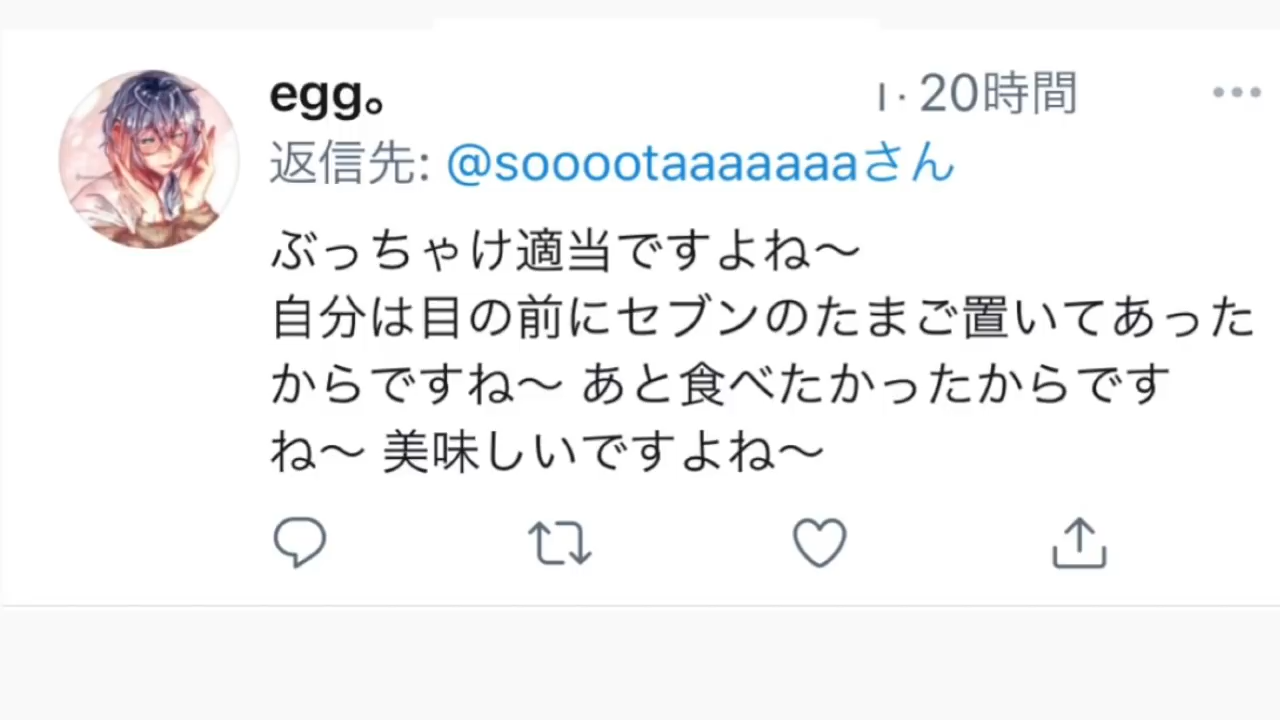 egg。 · 20時間
返信先: @sooootaaaaaaaさん
ぶっちゃけ適当ですよね〜
自分は目の前にセブンのたまご置いてあった
からですね〜 あと食べたかったからです
ね〜 美味しいですよね〜